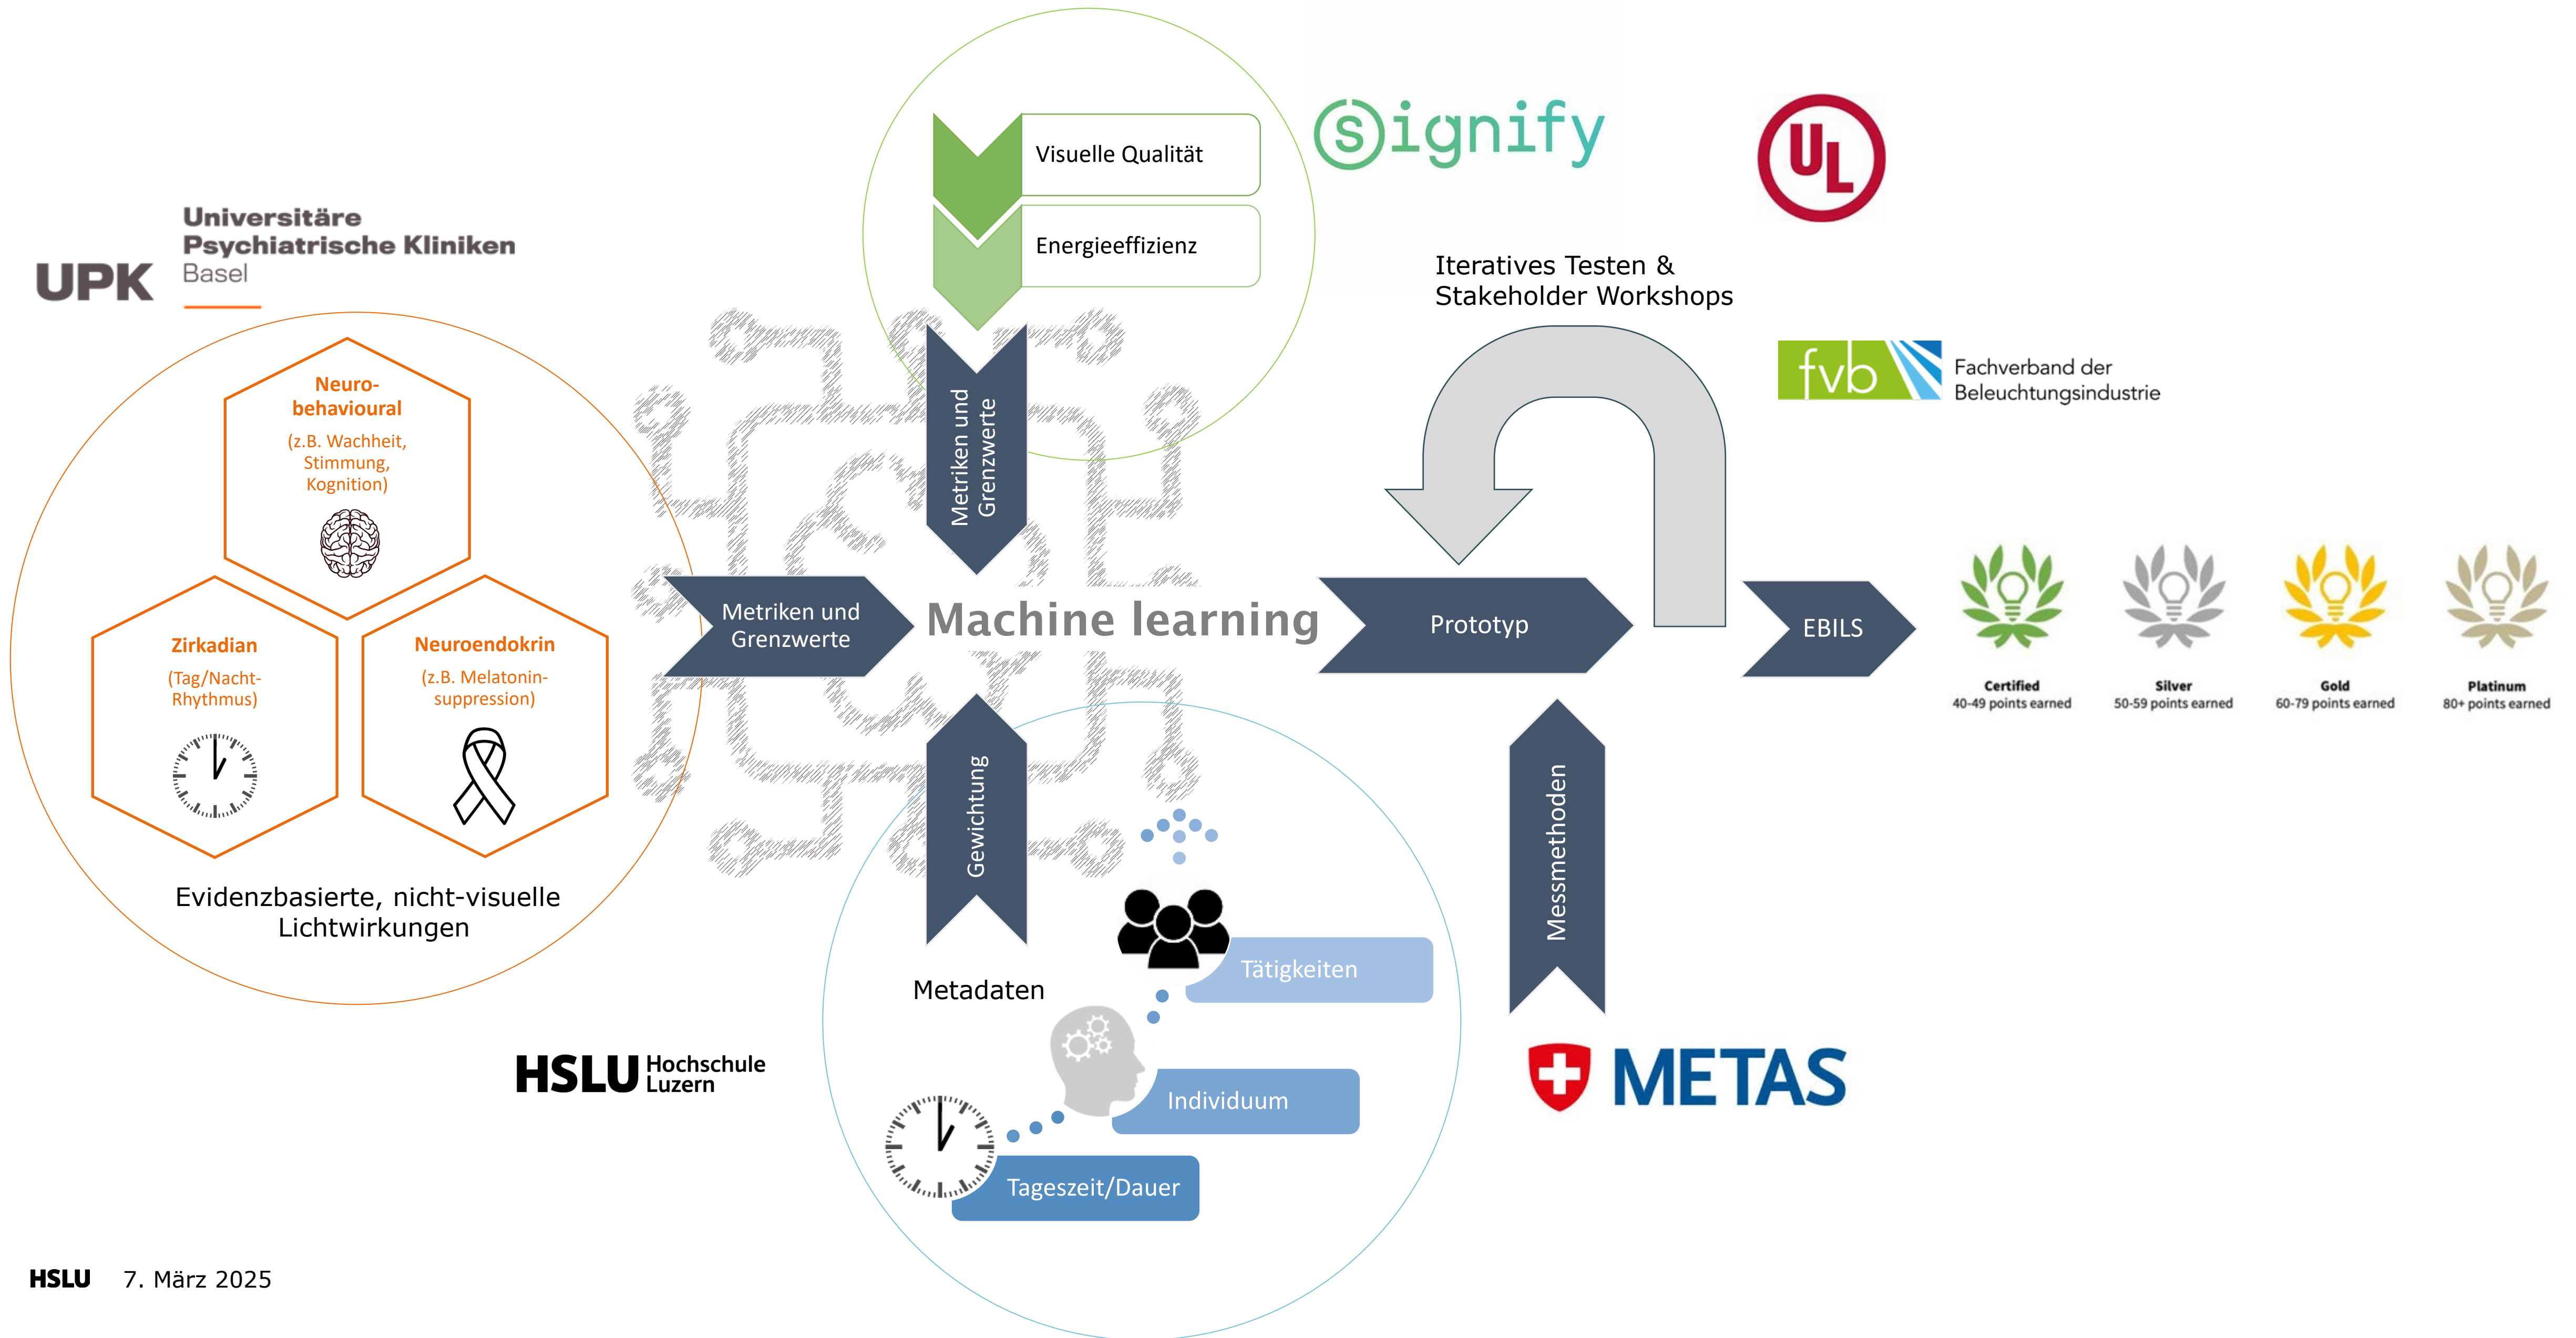 Universitäre
Psychiatrische Kliniken
Basel
UPK
Neuro-
behavioural
(z.B. Wachheit,
Stimmung,
Kognition)
Zirkadian
(Tag/Nacht-
Rhythmus)
Neuroendokrin
(z.B. Melatonin-
suppression)
Evidenzbasierte, nicht-visuelle
Lichtwirkungen
Visuelle Qualität
Energieeffizienz
Metriken und
Grenzwerte
Metriken und
Grenzwerte
Machine learning
Gewichtung
Metadaten
Tätigkeiten
Individuum
Tageszeit/Dauer
HSLU Hochschule
Luzern
Signify
UL
Iteratives Testen &
Stakeholder Workshops
fvb Fachverband der
Beleuchtungsindustrie
Prototyp
EBILS
Messmethoden
METAS
Certified
40-49 points earned
Silver
50-59 points earned
Gold
60-79 points earned
Platinum
80+ points earned
HSLU 7. März 2025